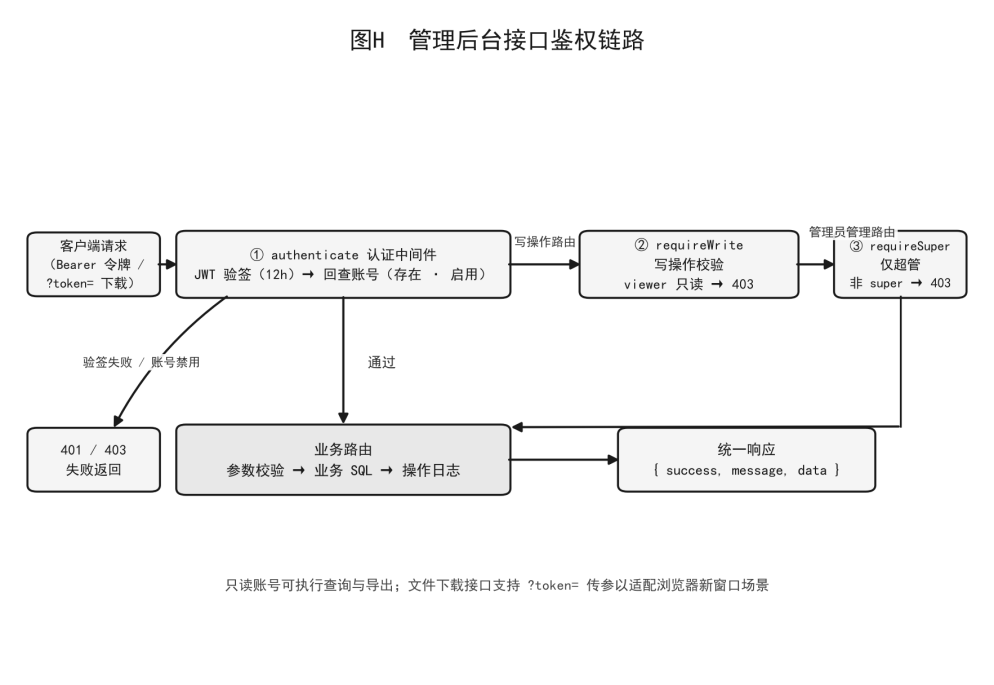 图H  管理后台接口鉴权链路
客户端请求
（Bearer 令牌 /
?token= 下载）
① authenticate 认证中间件
JWT 验签（12h）→ 回查账号（存在 · 启用）
写操作路由
② requireWrite
写操作校验
viewer 只读 → 403
管理员管理路由
③ requireSuper
仅超管
非 super → 403
验签失败 / 账号禁用
通过
401 / 403
失败返回
业务路由
参数校验 → 业务 SQL → 操作日志
统一响应
{ success, message, data }
只读账号可执行查询与导出；文件下载接口支持 ?token= 传参以适配浏览器新窗口场景